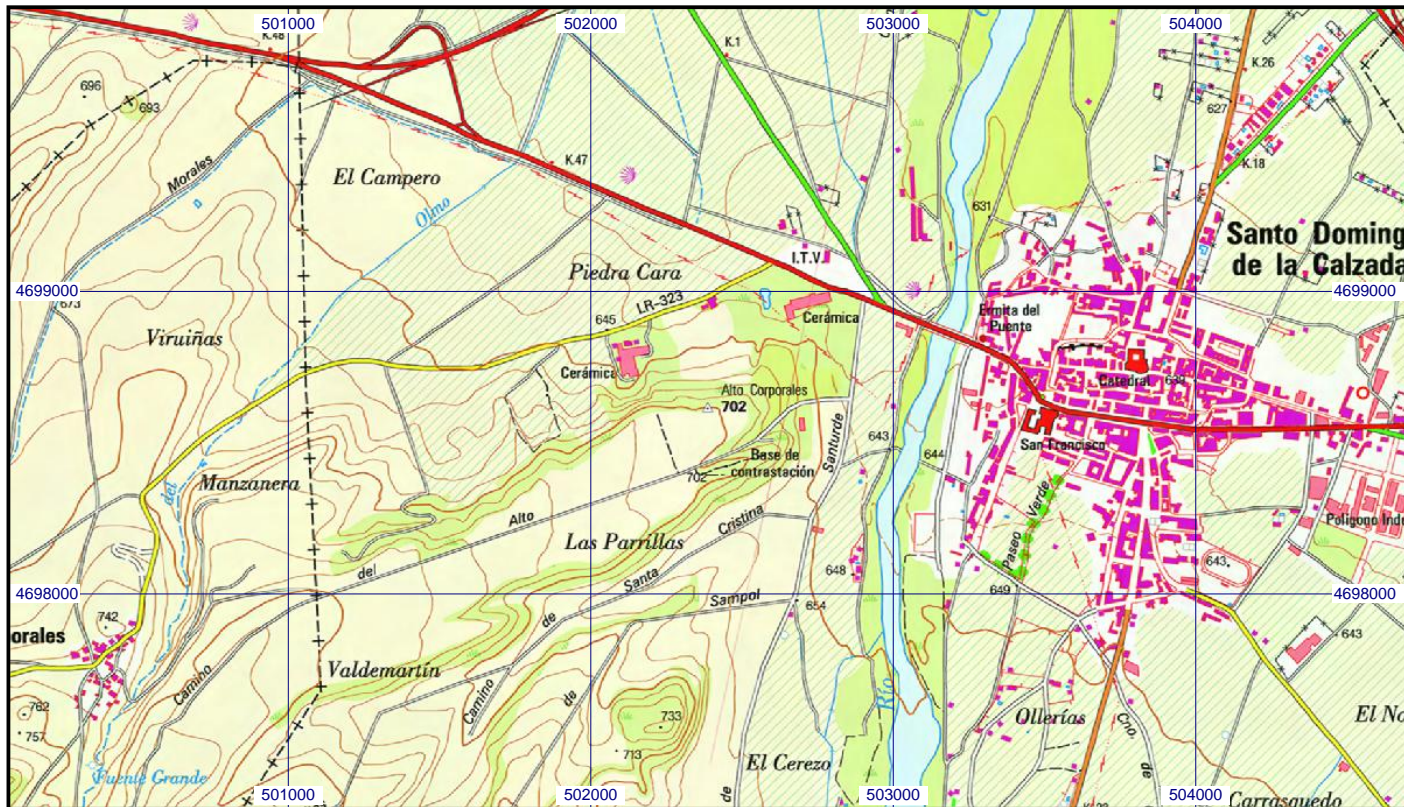 501000
502000
503000
504000
K.48
K.1
K.26
696
693
627
K.47
K.18
Morales
El Campero
Olmo
631
Santo Doming
de la Calzada
I.T.V.
Piedra Cara
4699000
4699000
673
LR-323
Ermita del
Puente
Viruiñas
645
Cerámica
Cerámica
Catedral
639
Alto Corporales
702
San Francisco
Santurde
643
644
Base de
contrastación
702
Manzanera
del
Verde
Paseo
Alto
Cristina
Polígono Indu
Las Parrillas
del
Santa
648
643
649
4698000
4698000
Sampol
654
de
742
orales
643
Valdemartín
Camino
Camino
de
Río
762
757
733
713
Ollerías
Cno.
El No
El Cerezo
Fuente Grande
de
de
501000
502000
503000
504000
Carrasquedo